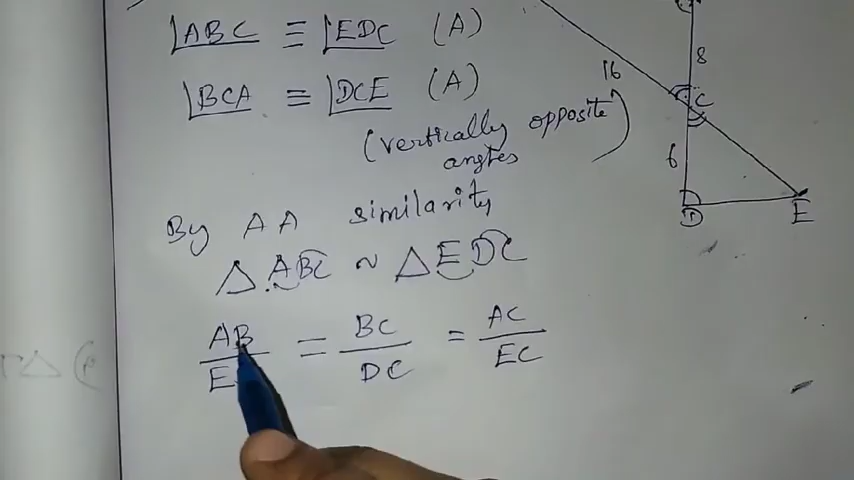 ∠ABC ≡ ∠EDC (A)
∠BCA ≡ ∠DCE (A)
(vertically opposite
angles)
By AA similarity
△ABC ~ △EDC
AB = BC = AC
E DC EC
8
16
C
6
D
E